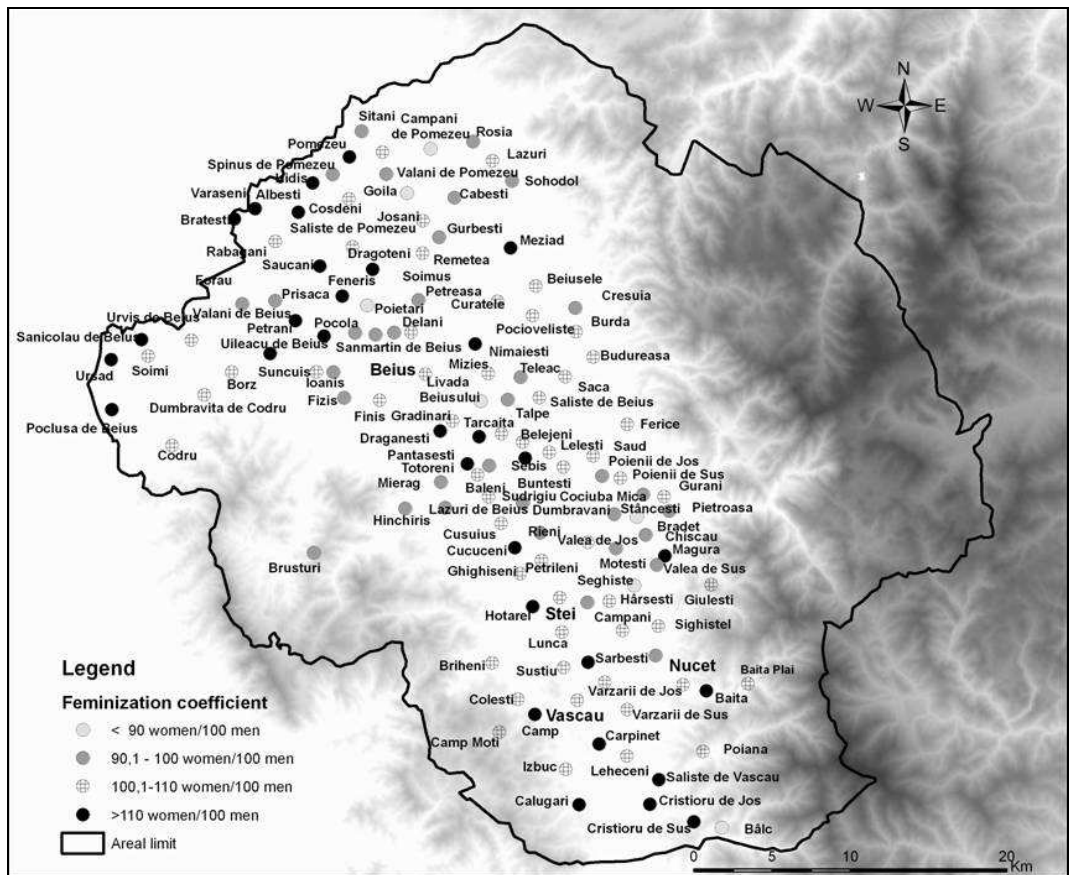 N
W E
S
Sitani
Campani
de Pomezeu
Rosia
Pomezeu
Lazuri
Spinus de Pomezeu
Valani de Pomezeu
Sohodol
Varaseni
Albesti
Goila
Cabesti
Cosdeni
Bratesti
Josani
Saliste de Pomezeu
Gurbesti
Meziad
Rabagani
Dragoteni
Remetea
Saucani
Soimus
Feneris
Beiusele
Forau
Prisaca
Petreasa
Curatele
Cresuia
Poietari
Valani de Beius
Urvis de Beius
Pocola
Delani
Pocioveliste
Burda
Sanicolau de Beius
Petrani
Uileacu de Beius
Sanmartin de Beius
Nimaiesti
Budureasa
Soimi
Ursad
Suncuis
Ioanis
Beius
Mizies
Teleac
Borz
Livada
Beiusului
Saca
Saliste de Beius
Fizis
Dumbravita de Codru
Finis
Gradinari
Talpe
Poclusa de Beius
Tarcaita
Ferice
Draganesti
Belejeni
Codru
Pantasesti
Lelesti
Saud
Totoreni
Sebis
Poienii de Jos
Mierag
Baleni
Buntesti
Poienii de Sus
Gurani
Sudrigiu
Cociuba Mica
Lazuri de Beius
Dumbravani
Stâncesti
Pietroasa
Hinchiris
Cusuius
Rieni
Bradet
Valea de Jos
Chiscau
Cucuceni
Magura
Brusturi
Motesti
Valea de Sus
Ghighiseni
Petrileni
Seghiste
Hârsesti
Giulesti
Hotarel
Stei
Campani
Sighistel
Lunca
Briheni
Sarbesti
Sustiu
Nucet
Baita Plai
Baita
Colesti
Varzarii de Jos
Vascau
Varzarii de Sus
Camp
Camp Moti
Carpinet
Poiana
Izbuc
Leheceni
Saliste de Vascau
Calugari
Cristioru de Jos
Cristioru de Sus
Bâlc
Legend
Feminization coefficient
< 90 women/100 men
90,1 - 100 women/100 men
100,1-110 women/100 men
>110 women/100 men
Areal limit
0 5 10 20
Km